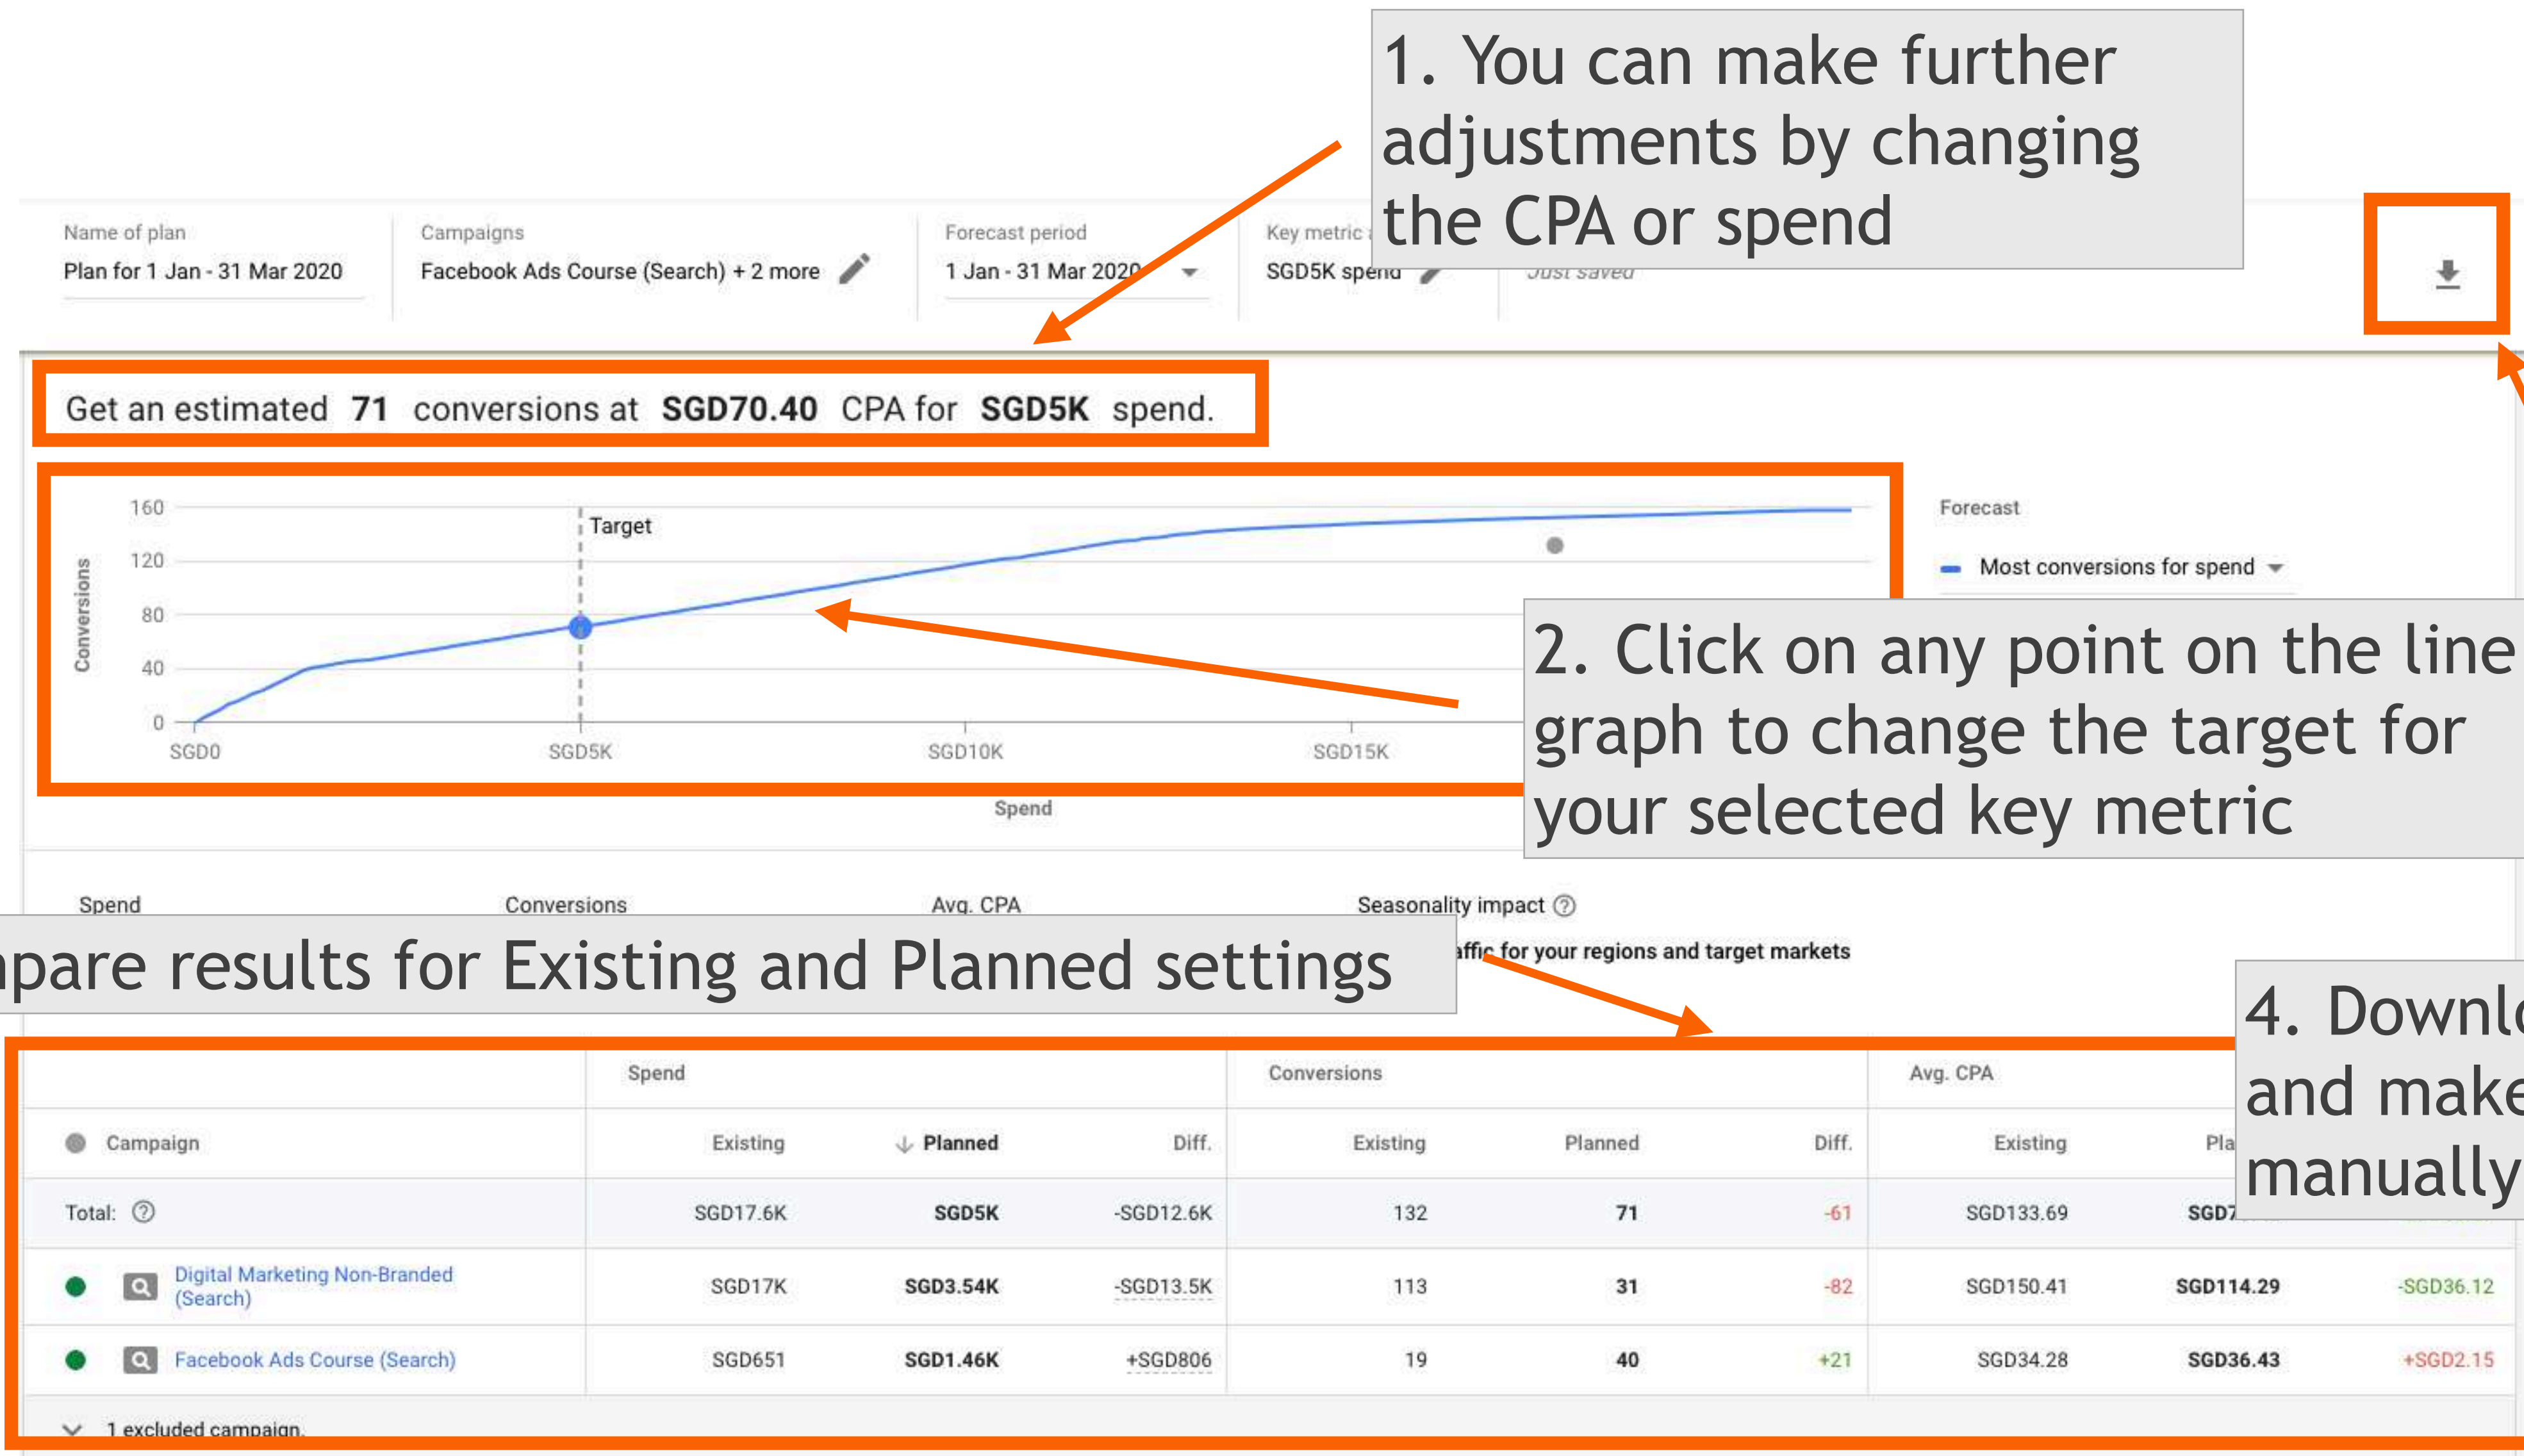 1. You can make further
adjustments by changing
the CPA or spend
Name of plan
Plan for 1 Jan - 31 Mar 2020
Campaigns
Facebook Ads Course (Search) + 2 more
Forecast period
1 Jan - 31 Mar 2020
Key metric
SGD5K spend
Just saved
Get an estimated 71 conversions at SGD70.40 CPA for SGD5K spend.
Conversions
160
120
80
40
0
Target
SGD0
SGD5K
SGD10K
SGD15K
Spend
Forecast
Most conversions for spend
2. Click on any point on the line
graph to change the target for
your selected key metric
Spend
Conversions
Avg. CPA
Seasonality impact
for your regions and target markets
results for Existing and Planned settings
4.
and make
manually
Spend Conversions Avg. CPA
Campaign Existing Planned Diff. Existing Planned Diff. Existing
Total: SGD17.6K SGD5K -SGD12.6K 132 71 -61 SGD133.69
Digital Marketing Non-Branded
(Search) SGD17K SGD3.54K -SGD13.5K 113 31 -82 SGD150.41 SGD114.29 -SGD36.12
Facebook Ads Course (Search) SGD651 SGD1.46K +SGD806 19 40 +21 SGD34.28 SGD36.43 +SGD2.15
1 excluded campaign.